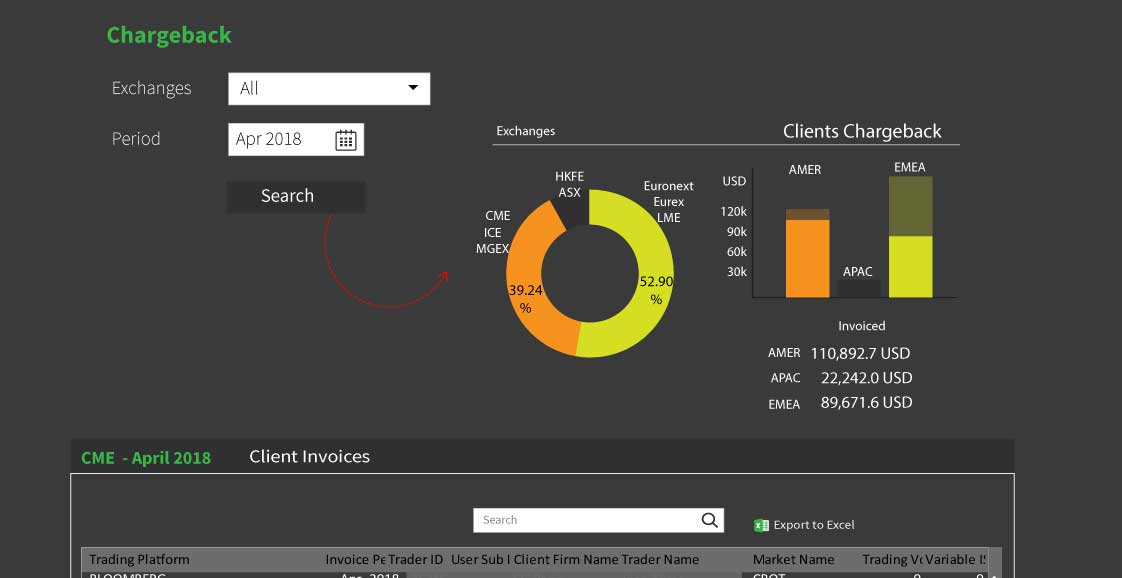 Chargeback
Exchanges All
Period Apr 2018
Search
Exchanges
Clients Chargeback
HKFE
ASX
Euronext
Eurex
LME
CME
ICE
MGEX
39.24
%
52.90
%
USD
120k
90k
60k
30k
AMER
APAC
EMEA
Invoiced
AMER 110,892.7 USD
APAC 22,242.0 USD
EMEA 89,671.6 USD
CME - April 2018 Client Invoices
Search
Export to Excel
Trading Platform Invoice Pe Trader ID User Sub I Client Firm Name Trader Name Market Name Trading Vo Variable
BLOOMBERG Apr 2018 CBOT 0 0